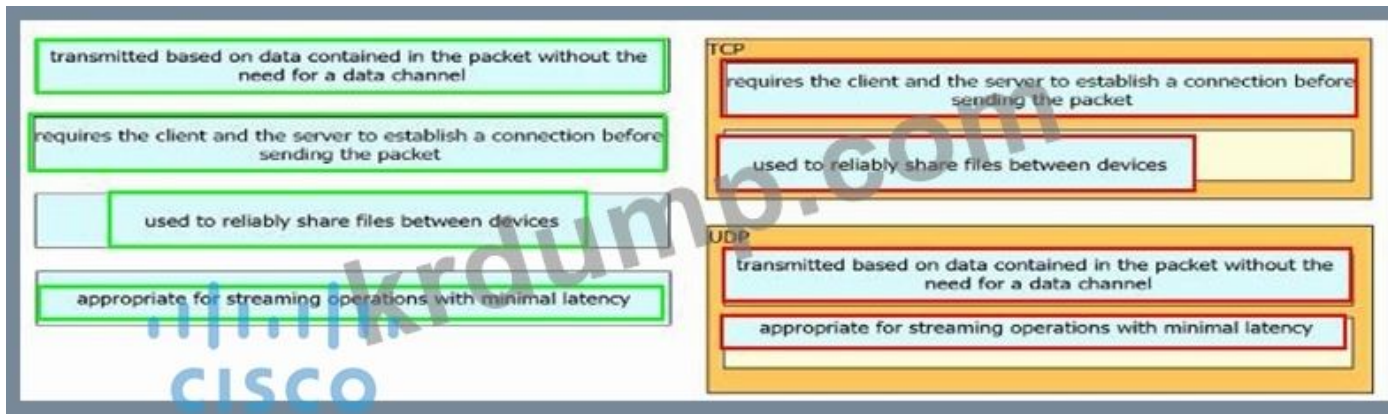 transmitted based on data contained in the packet without the
need for a data channel
requires the client and the server to establish a connection before
sending the packet
used to reliably share files between devices
appropriate for streaming operations with minimal latency
TCP
requires the client and the server to establish a connection before
sending the packet
used to reliably share files between devices
UDP
transmitted based on data contained in the packet without the
need for a data channel
appropriate for streaming operations with minimal latency
krdump.com
CISCO